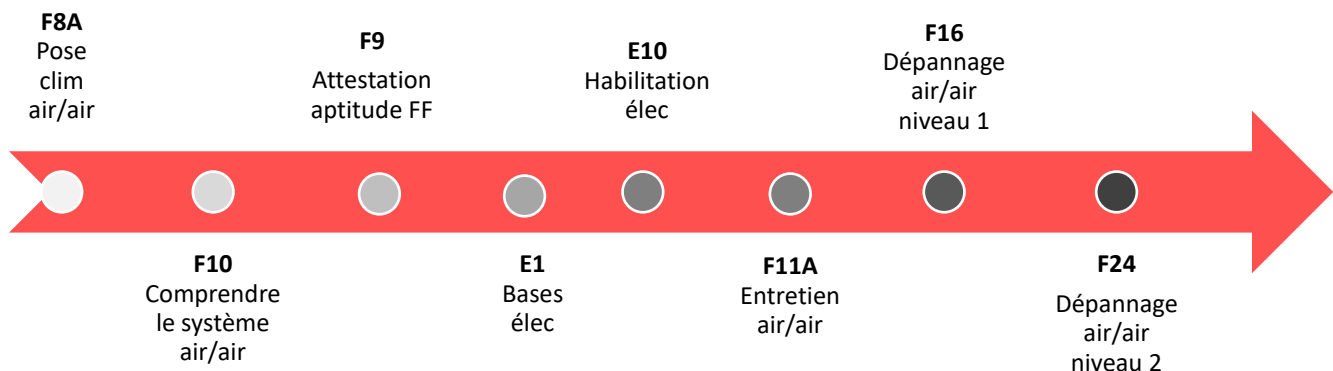 F8A
Pose
clim
air/air
F10
Comprendre
le système
air/air
F9
Attestation
aptitude FF
E1
Bases
élec
E10
Habilitation
élec
F11A
Entretien
air/air
F16
Dépannage
air/air
niveau 1
F24
Dépannage
air/air
niveau 2